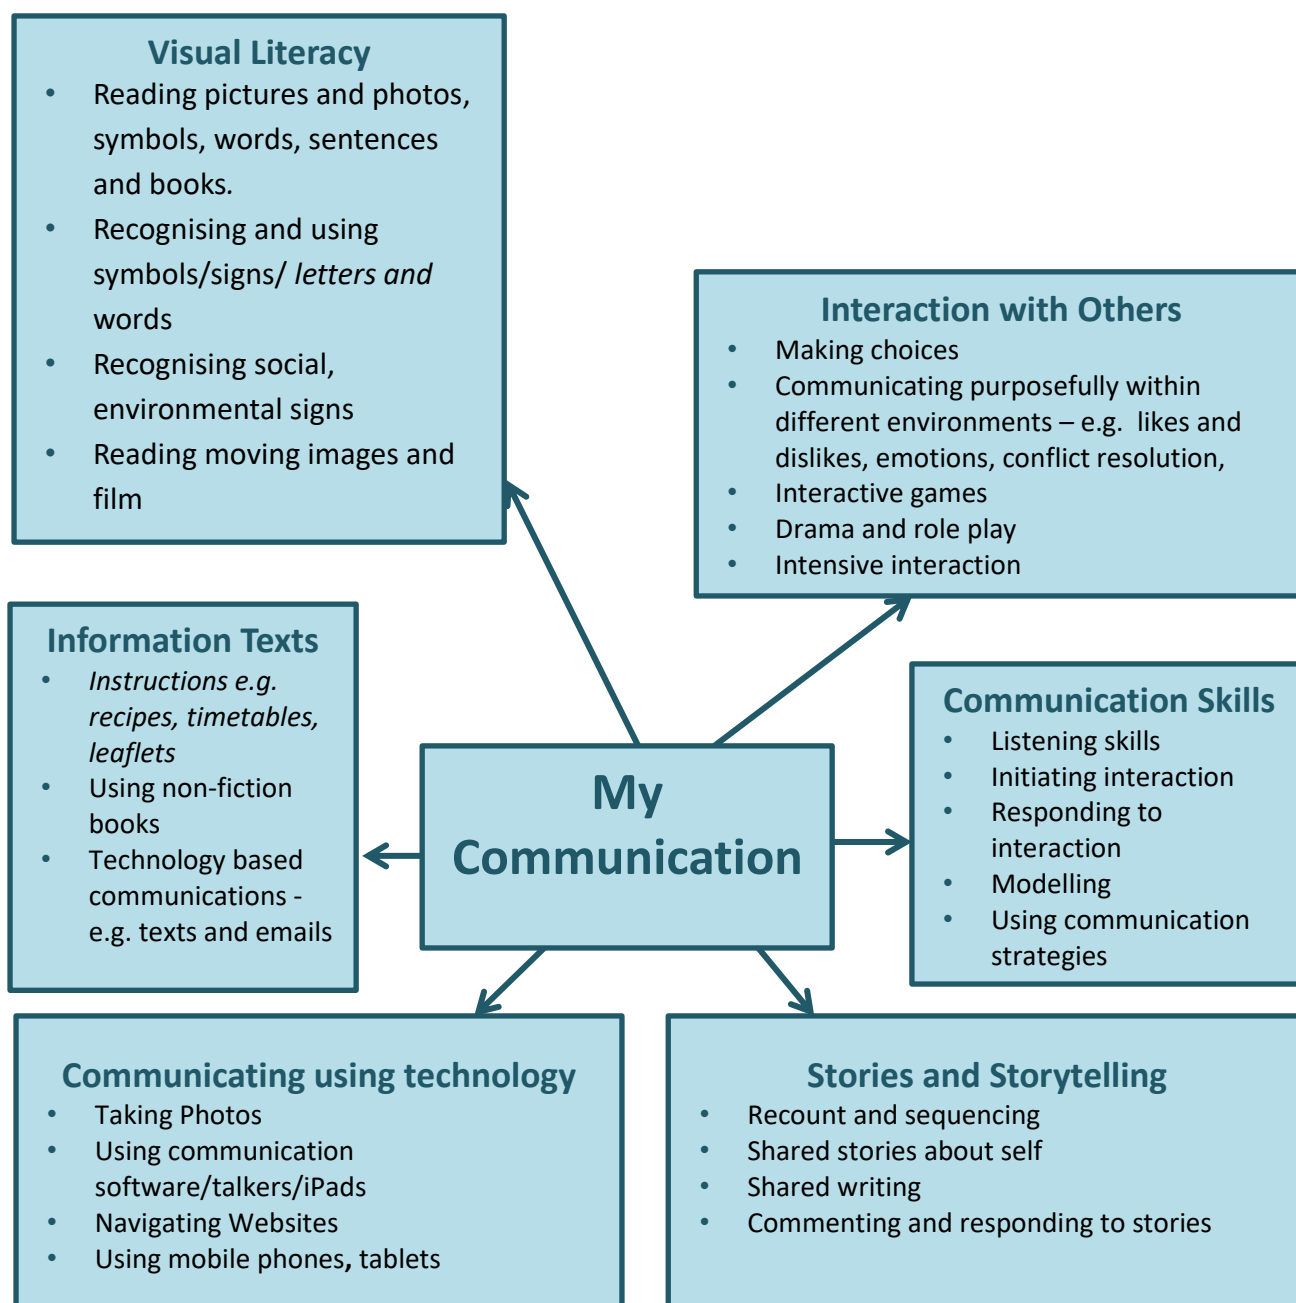 Visual Literacy
• Reading pictures and photos,
symbols, words, sentences
and books.
• Recognising and using
symbols/signs/ letters and
words
• Recognising social,
environmental signs
• Reading moving images and
film
Interaction with Others
• Making choices
• Communicating purposefully within
different environments – e.g.  likes and
dislikes, emotions, conflict resolution,
• Interactive games
• Drama and role play
• Intensive interaction
Information Texts
• Instructions e.g.
recipes, timetables,
leaflets
• Using non-fiction
books
• Technology based
communications -
e.g. texts and emails
My
Communication
Communication Skills
• Listening skills
• Initiating interaction
• Responding to
interaction
• Modelling
• Using communication
strategies
Communicating using technology
• Taking Photos
• Using communication
software/talkers/iPads
• Navigating Websites
• Using mobile phones, tablets
Stories and Storytelling
• Recount and sequencing
• Shared stories about self
• Shared writing
• Commenting and responding to stories